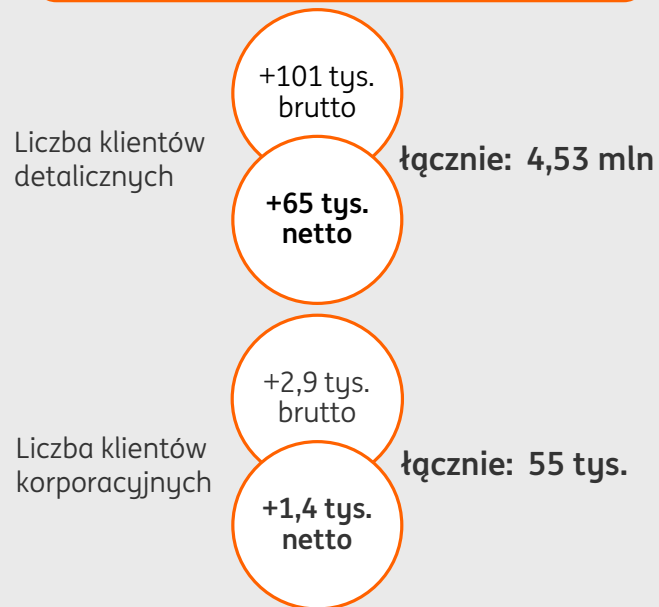 +101 tys.
brutto
Liczba klientów
detalicznych
łącznie: 4,53 mln
+65 tys.
netto
+2,9 tys.
brutto
Liczba klientów
korporacyjnych
łącznie: 55 tys.
+1,4 tys.
netto